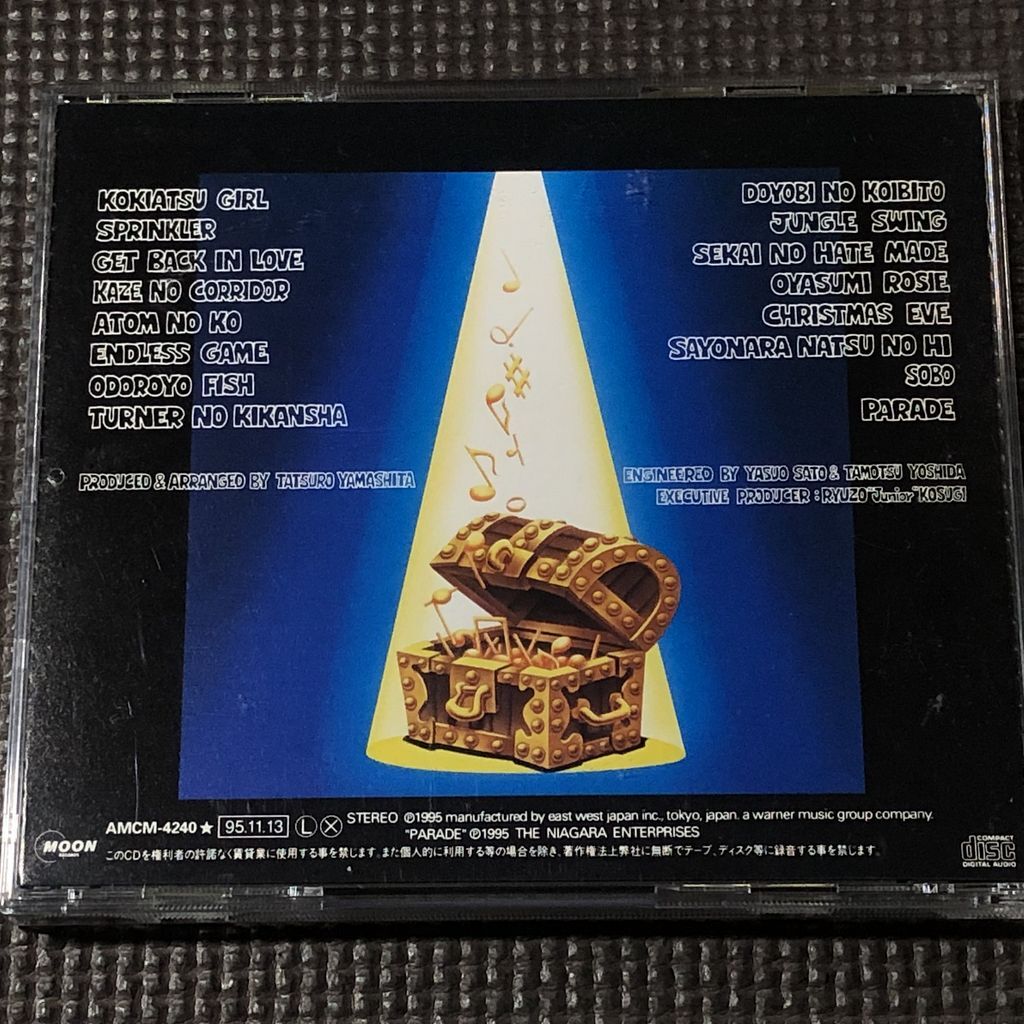 KOKIATSU GIRL
SPRINKLER
GET BACK IN LOVE
KAZE NO CORRIDOR
ATOM NO KO
ENDLESS GAME
ODOROYO FISH
TURNER NO KIKANSHA
DOYOBI NO KOIBITO
JUNGLE SWING
SEKAI NO HATE MADE
OYASUMI ROSIE
CHRISTMAS EVE
SAYONARA NATSU NO HI
SOBO
PARADE
PRODUCED & ARRANGED BY TATSURO YAMASHITA
ENGINEERED BY YASUO SATO & TAMOTSU YOSHIDA
EXECUTIVE PRODUCER : RYUZO "Junior" KOSUGI
AMCM-4240★ 95.11.13 Ⓛ Ⓧ STEREO ℗1995 manufactured by east west japan inc., tokyo, japan. a warner music group company.
"PARADE" ℗1995 THE NIAGARA ENTERPRISES
MOON
RECORDS
このCDを権利者の許諾なく賃貸業に使用する事を禁じます。また個人的に利用する等の場合を除き、著作権法上弊社に無断でテープ、ディスク等に録音する事を禁じます。
COMPACT
disc
DIGITAL AUDIO